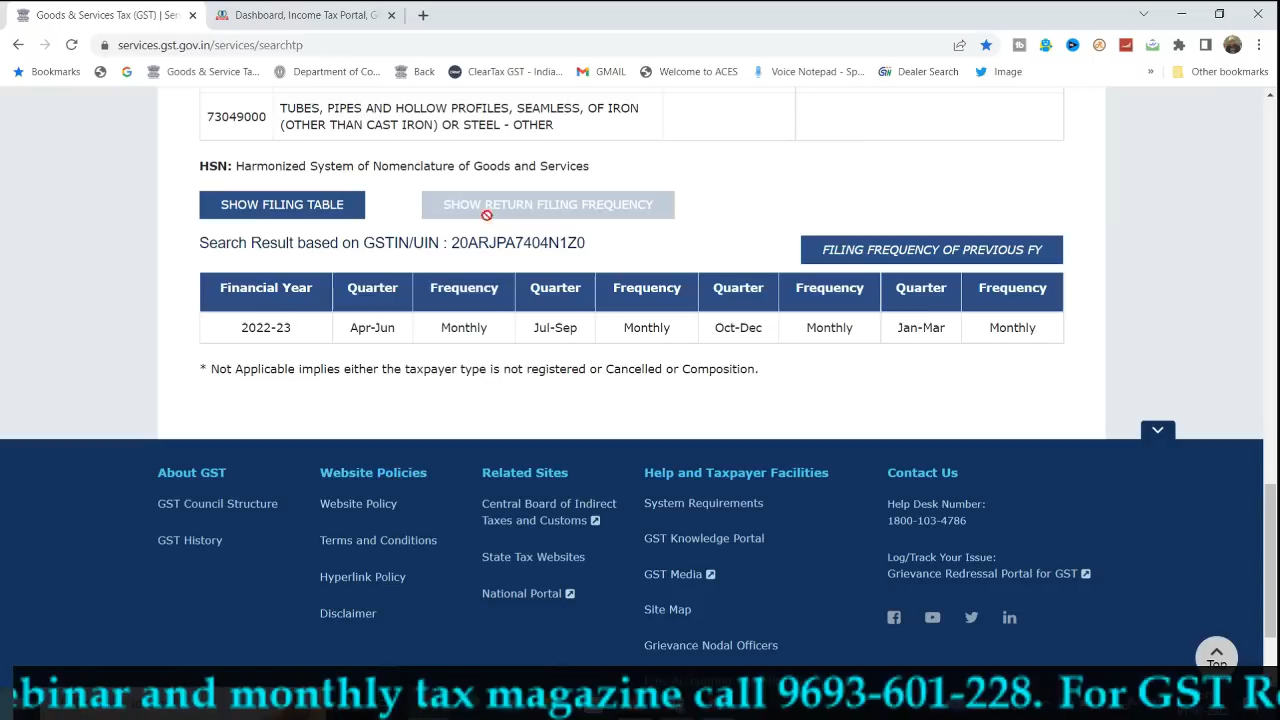 Goods & Services Tax (GST) | Ser
Dashboard, Income Tax Portal, G
services.gst.gov.in/services/searchtp
Bookmarks
Goods & Service Ta...
Department of Co...
Back
ClearTax GST - India...
GMAIL
Welcome to ACES
Voice Notepad - Sp...
Dealer Search
Image
»
Other bookmarks
73049000
TUBES, PIPES AND HOLLOW PROFILES, SEAMLESS, OF IRON
(OTHER THAN CAST IRON) OR STEEL - OTHER
HSN: Harmonized System of Nomenclature of Goods and Services
SHOW FILING TABLE
SHOW RETURN FILING FREQUENCY
Search Result based on GSTIN/UIN : 20ARJPA7404N1Z0
FILING FREQUENCY OF PREVIOUS FY
Financial Year Quarter Frequency Quarter Frequency Quarter Frequency Quarter Frequency
2022-23 Apr-Jun Monthly Jul-Sep Monthly Oct-Dec Monthly Jan-Mar Monthly
* Not Applicable implies either the taxpayer type is not registered or Cancelled or Composition.
About GST
GST Council Structure
GST History
Website Policies
Website Policy
Terms and Conditions
Hyperlink Policy
Disclaimer
Related Sites
Central Board of Indirect
Taxes and Customs
State Tax Websites
National Portal
Help and Taxpayer Facilities
System Requirements
GST Knowledge Portal
GST Media
Site Map
Grievance Nodal Officers
Contact Us
Help Desk Number:
1800-103-4786
Log/Track Your Issue:
Grievance Redressal Portal for GST
Top
ebinar and monthly tax magazine call 9693-601-228. For GST R